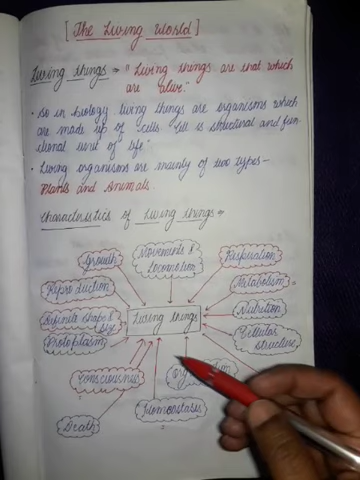 [ The Living World ]
Living things ⇒ "Living things are that which
are alive."
• So in biology living things are organisms which
are made up of cells cell is structural and fun-
ctional unit of life."
• Living organisms are mainly of two types -
Plants and Animals.
Characteristics of Living things ⇒
Growth
Movements &
Locomotion
Respiration
Reproduction
Metabolism
Definite shape &
Living things
Nutrition
Protoplasm
Cellular
structure
Consciousness
Death
Homeostasis